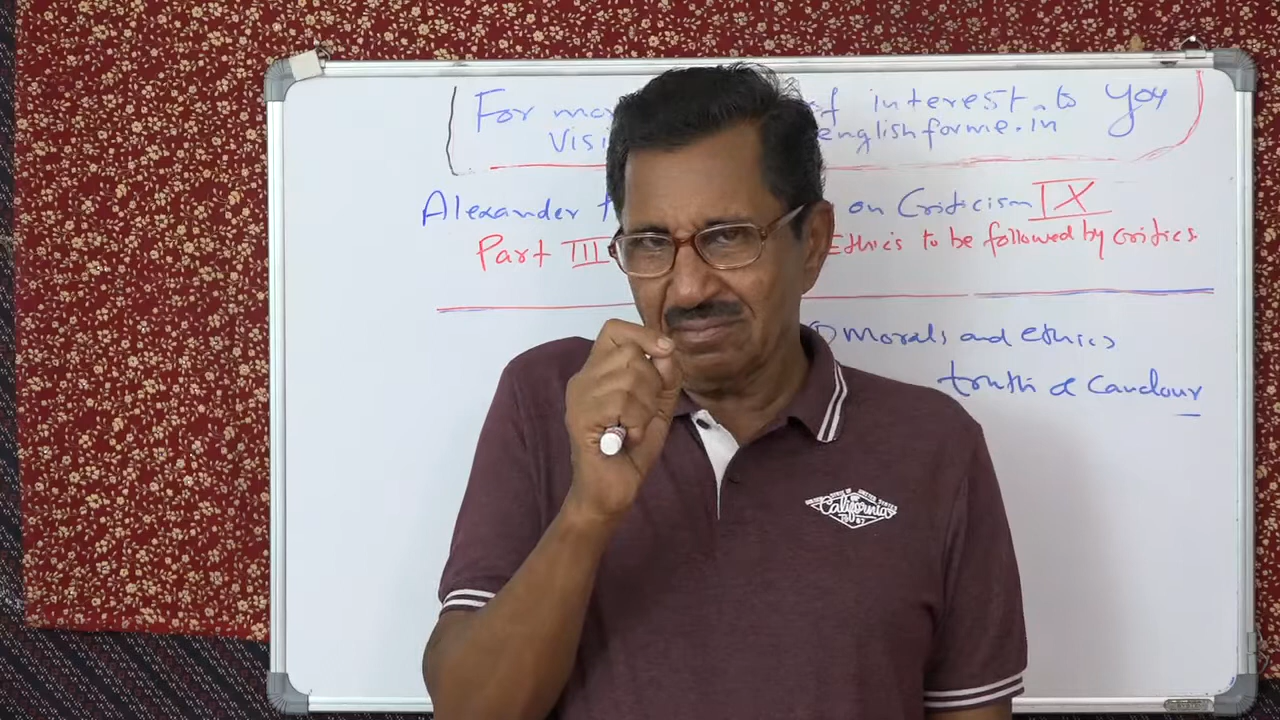 For mor f interest to you
Visi englishforme.in
Alexander on Criticism IX
Part III Ethics to be followed by critics
morals and ethics
truth & Candour
California